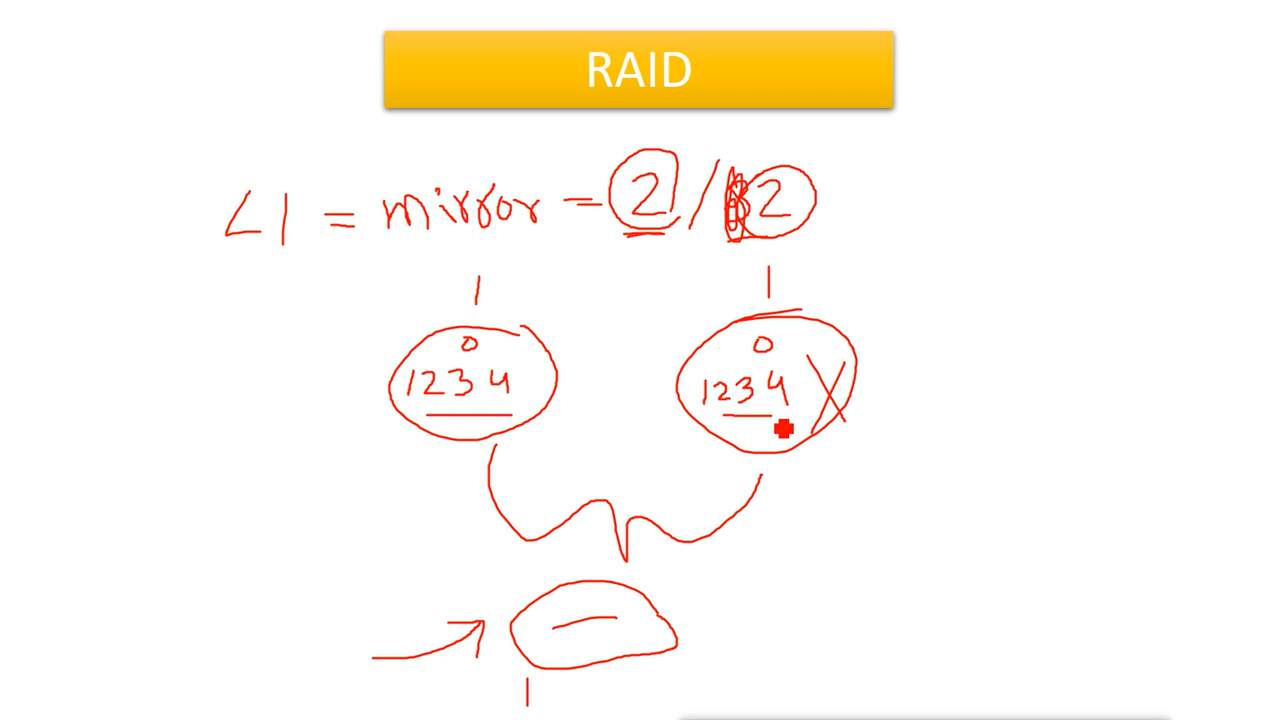 RAID
L1 = mirror = 2 / 2
1 1
0 0
1234 1234 X
1